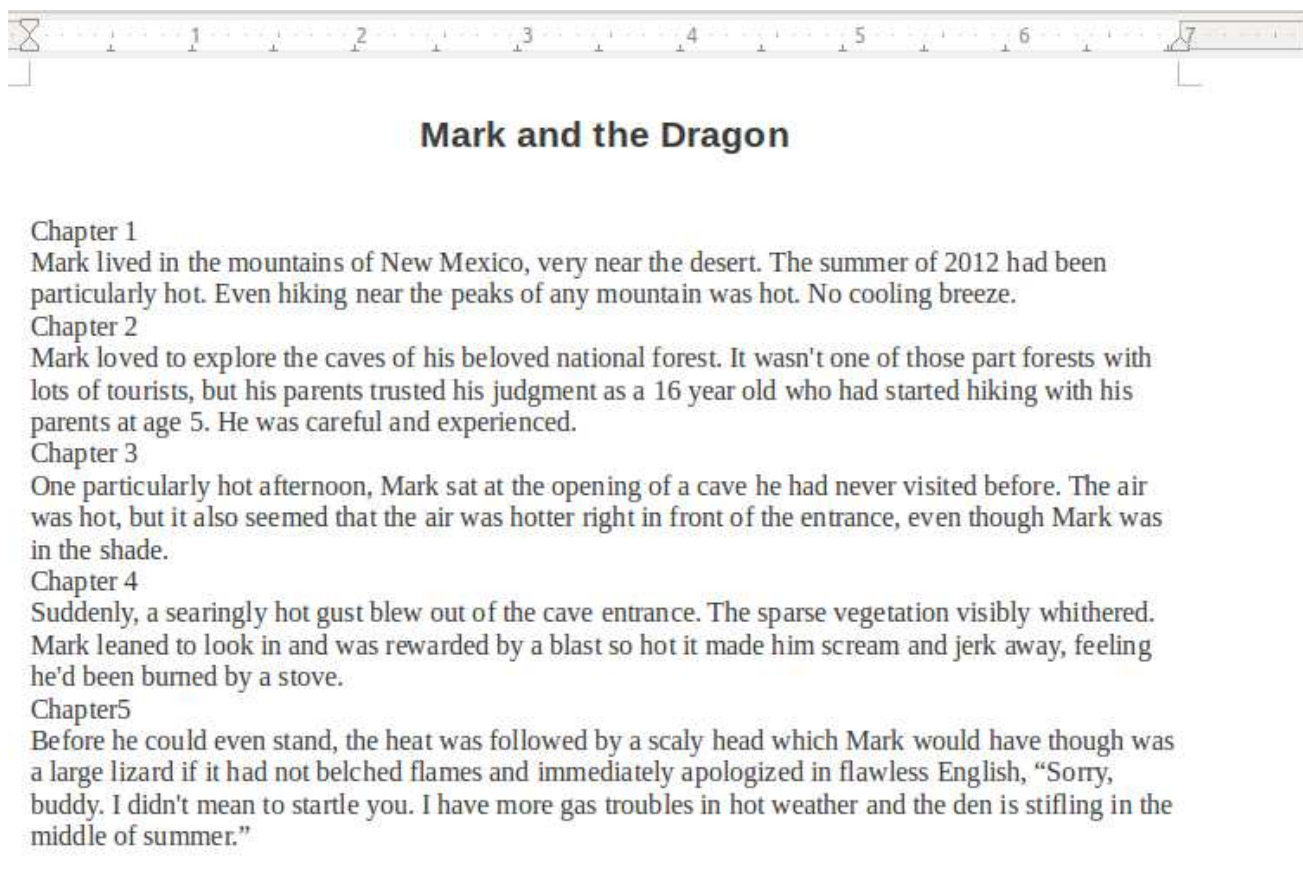 1 2 3 4 5 6 7
Mark and the Dragon
Chapter 1
Mark lived in the mountains of New Mexico, very near the desert. The summer of 2012 had been
particularly hot. Even hiking near the peaks of any mountain was hot. No cooling breeze.
Chapter 2
Mark loved to explore the caves of his beloved national forest. It wasn't one of those part forests with
lots of tourists, but his parents trusted his judgment as a 16 year old who had started hiking with his
parents at age 5. He was careful and experienced.
Chapter 3
One particularly hot afternoon, Mark sat at the opening of a cave he had never visited before. The air
was hot, but it also seemed that the air was hotter right in front of the entrance, even though Mark was
in the shade.
Chapter 4
Suddenly, a searingly hot gust blew out of the cave entrance. The sparse vegetation visibly whithered.
Mark leaned to look in and was rewarded by a blast so hot it made him scream and jerk away, feeling
he'd been burned by a stove.
Chapter5
Before he could even stand, the heat was followed by a scaly head which Mark would have though was
a large lizard if it had not belched flames and immediately apologized in flawless English, “Sorry,
buddy. I didn't mean to startle you. I have more gas troubles in hot weather and the den is stifling in the
middle of summer.”